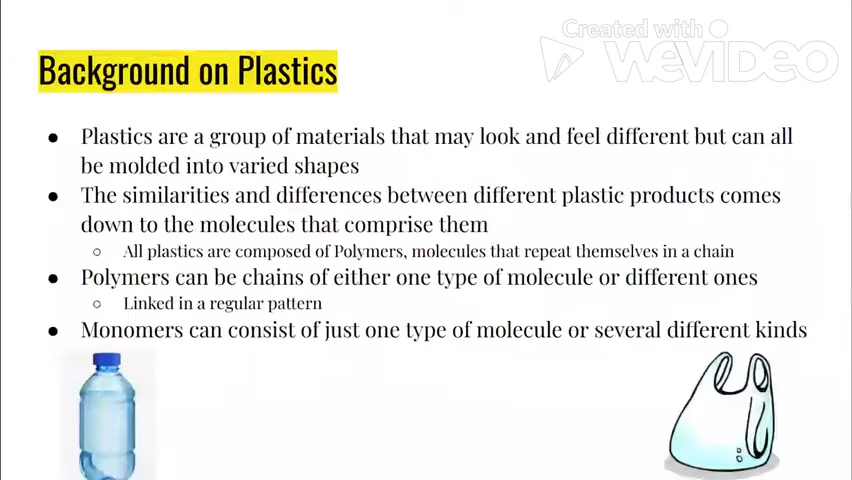 Created with
WEVIDEO
Background on Plastics
● Plastics are a group of materials that may look and feel different but can all
be molded into varied shapes
● The similarities and differences between different plastic products comes
down to the molecules that comprise them
○ All plastics are composed of Polymers, molecules that repeat themselves in a chain
● Polymers can be chains of either one type of molecule or different ones
○ Linked in a regular pattern
● Monomers can consist of just one type of molecule or several different kinds